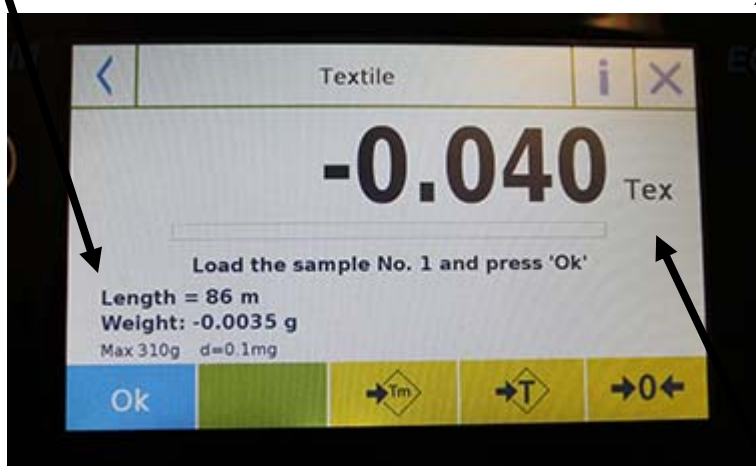 Textile
i
-0.040 Tex
Load the sample No. 1 and press 'Ok'
Length = 86 m
Weight: -0.0035 g
Max 310g d=0.1mg
Ok
Tm
T
0